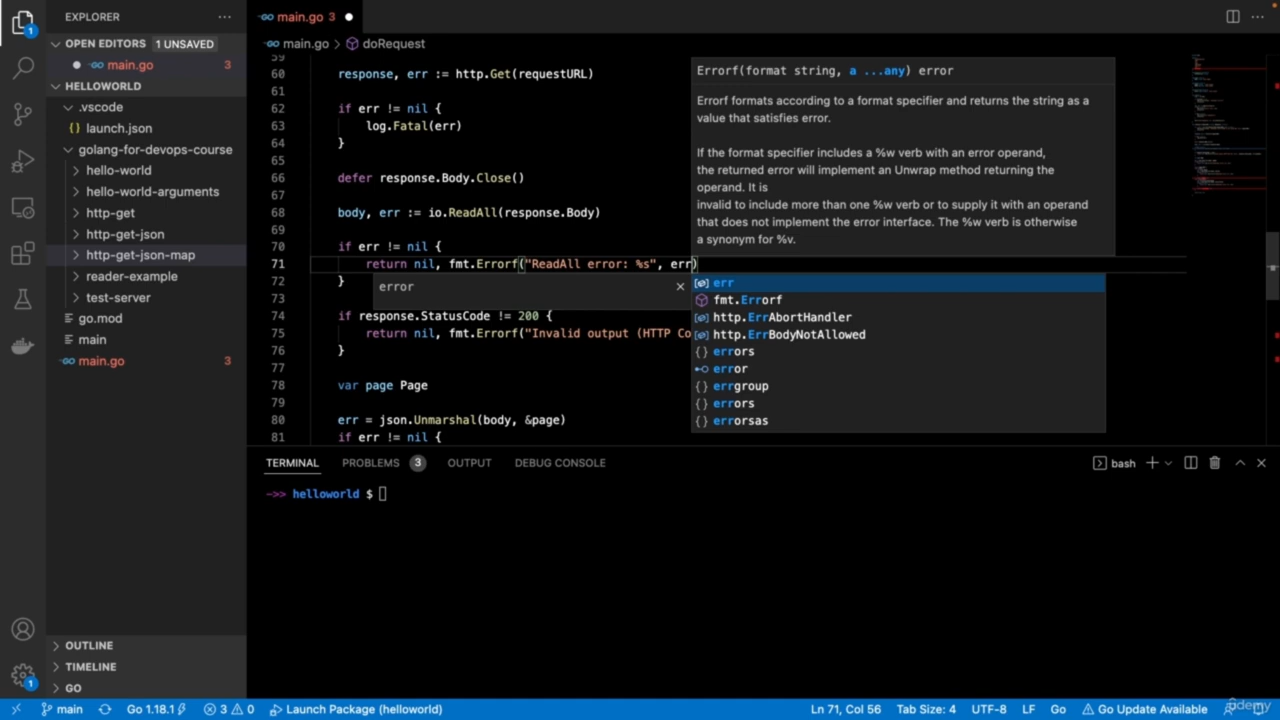 EXPLORER
OPEN EDITORS 1 UNSAVED
main.go 3
HELLOWORLD
.vscode
{} launch.json
golang-for-devops-course
hello-world
hello-world-arguments
http-get
http-get-json
http-get-json-map
reader-example
test-server
go.mod
main
main.go 3
OUTLINE
TIMELINE
GO
main.go 3
main.go > doRequest
59
60 response, err := http.Get(requestURL)
61
62 if err != nil {
63 log.Fatal(err)
64 }
65
66 defer response.Body.Close()
67
68 body, err := io.ReadAll(response.Body)
69
70 if err != nil {
71 return nil, fmt.Errorf("ReadAll error: %s", err)
72 }
73
74 if response.StatusCode != 200 {
75 return nil, fmt.Errorf("Invalid output (HTTP Co
76 }
77
78 var page Page
79
80 err = json.Unmarshal(body, &page)
81 if err != nil {
error
Errorf(format string, a ...any) error
Errorf formats according to a format specifier and returns the string as a
value that satisfies error.
If the format specifier includes a %w verb with an error operand,
the returned error will implement an Unwrap method returning the
operand. It is
invalid to include more than one %w verb or to supply it with an operand
that does not implement the error interface. The %w verb is otherwise
a synonym for %v.
err
fmt.Errorf
http.ErrAbortHandler
http.ErrBodyNotAllowed
{} errors
error
{} errgroup
{} errors
{} errorsas
TERMINAL PROBLEMS 3 OUTPUT DEBUG CONSOLE bash
->> helloworld $
main Go 1.18.1 3 0 Launch Package (helloworld) Ln 71, Col 56 Tab Size: 4 UTF-8 LF Go Go Update Available
udemy